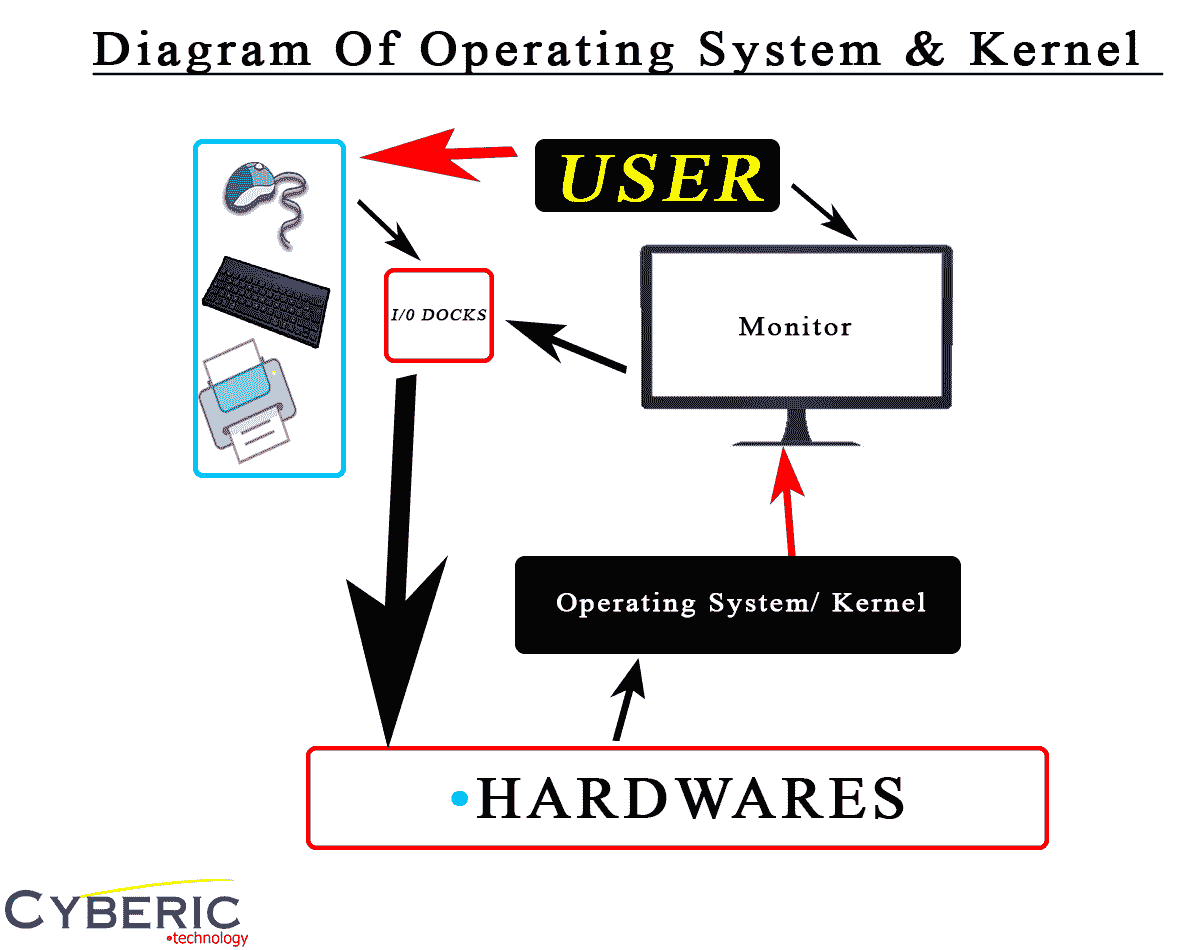 Diagram Of Operating System & Kernel
USER
I/0 DOCKS
Monitor
Operating System/ Kernel
•HARDWARES
CYBERIC
•technology